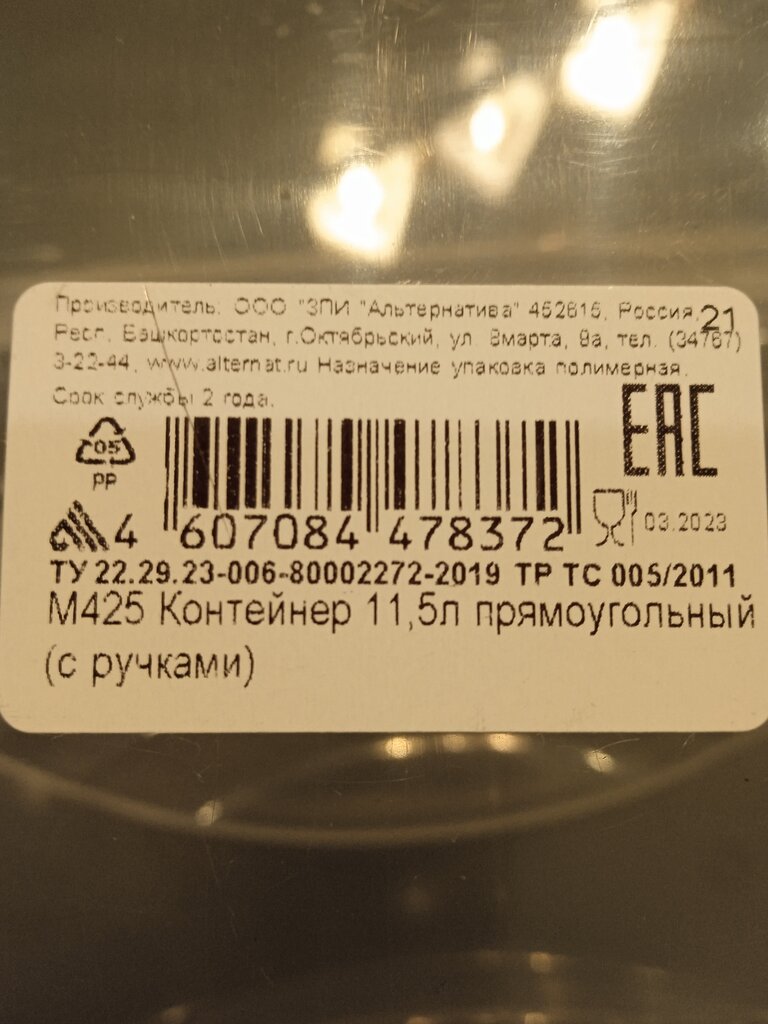 Производитель: ООО "ЗПИ "Альтернатива" 452615, Россия, 21
Респ. Башкортостан, г.Октябрьский, ул. 8марта, 9а, тел. (34767)
3-22-44, www.alternat.ru Назначение упаковка полимерная.
Срок службы 2 года.
EAC
05
PP
03.2023
4 607084 478372
ТУ 22.29.23-006-80002272-2019 ТР ТС 005/2011
М425 Контейнер 11,5л прямоугольный
(с ручками)